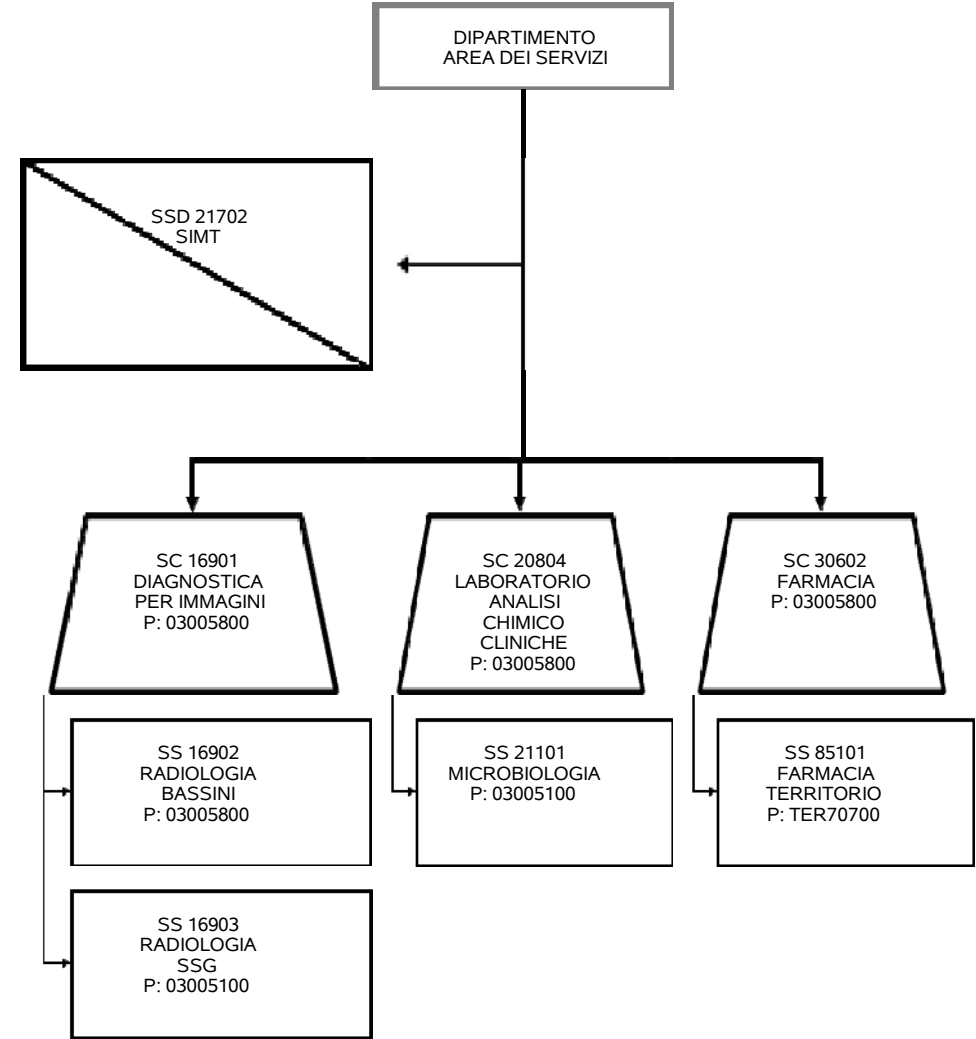 DIPARTIMENTO
AREA DEI SERVIZI
SSD 21702
SIMT
SC 16901
DIAGNOSTICA
PER IMMAGINI
P: 03005800
SC 20804
LABORATORIO
ANALISI
CHIMICO
CLINICHE
P: 03005800
SC 30602
FARMACIA
P: 03005800
SS 16902
RADIOLOGIA
BASSINI
P: 03005800
SS 21101
MICROBIOLOGIA
P: 03005100
SS 85101
FARMACIA
TERRITORIO
P: TER70700
SS 16903
RADIOLOGIA
SSG
P: 03005100